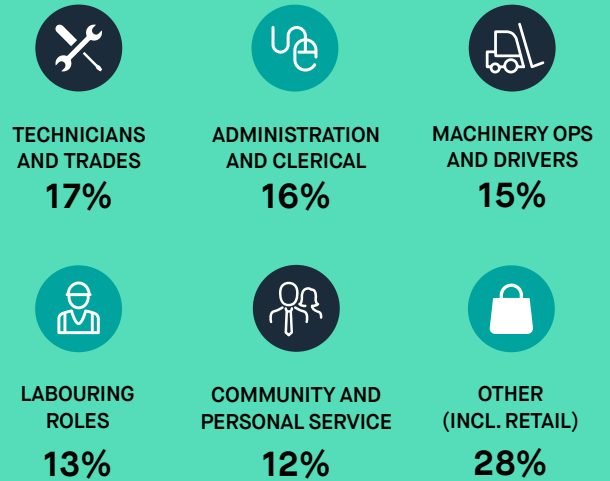 TECHNICIANS
AND TRADES
17%
ADMINISTRATION
AND CLERICAL
16%
MACHINERY OPS
AND DRIVERS
15%
LABOURING
ROLES
13%
COMMUNITY AND
PERSONAL SERVICE
12%
OTHER
(INCL. RETAIL)
28%